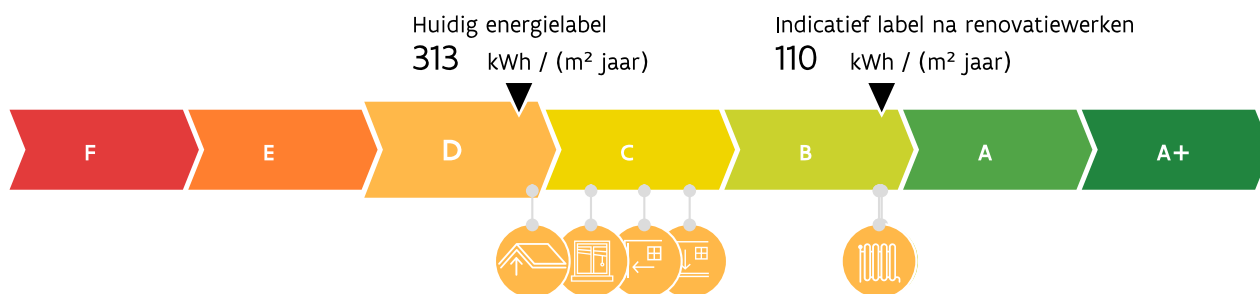 Huidig energielabel
313 kWh / (m² jaar)
Indicatief label na renovatiewerken
110 kWh / (m² jaar)
F E D C B A A+